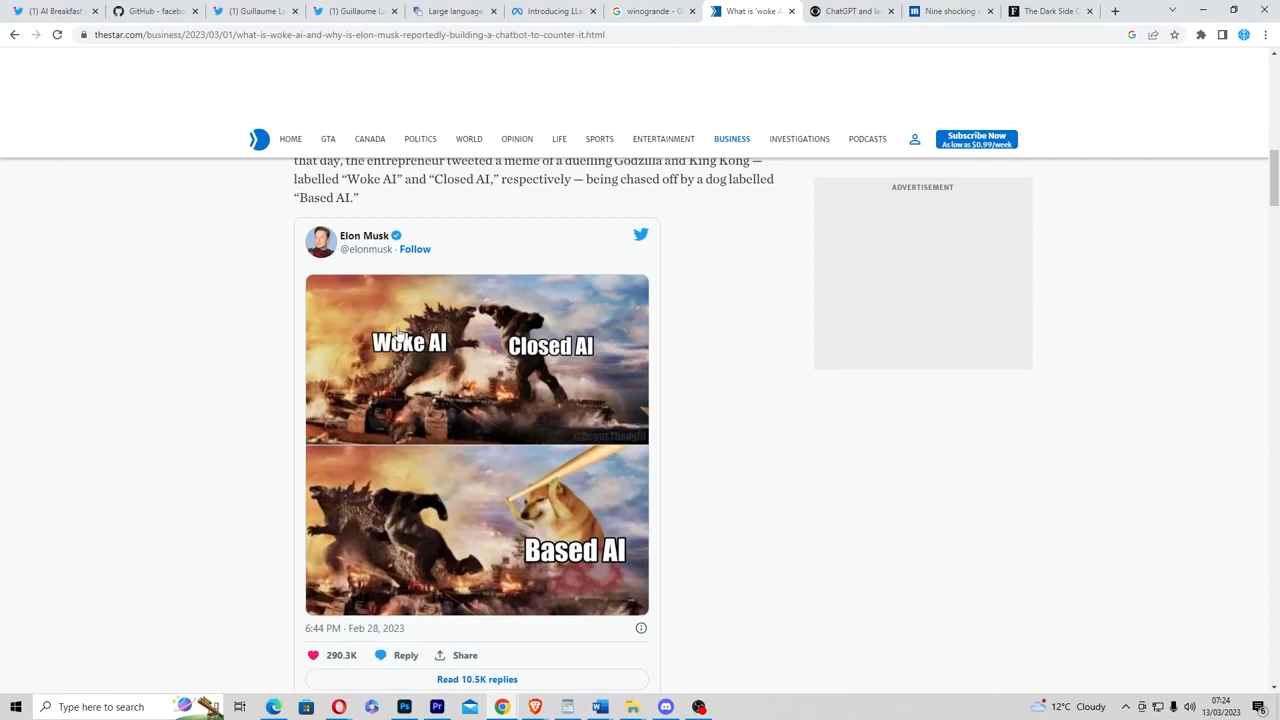 (1) AI Breakfast
GitHub - faceboo
(1) Guillaume La
(1) Guillaume La
Large language
Introducing LLa
winogrande - G
What is 'woke A
ChatGPT and la
Nine shocking
The Dark Side O
thestar.com/business/2023/03/01/what-is-woke-ai-and-why-is-elon-musk-reportedly-building-a-chatbot-to-counter-it.html
HOME GTA CANADA POLITICS WORLD OPINION LIFE SPORTS ENTERTAINMENT BUSINESS INVESTIGATIONS PODCASTS
Subscribe Now
As low as $0.99/week
that day, the entrepreneur tweeted a meme of a duelling Godzilla and King Kong —
labelled “Woke AI” and “Closed AI,” respectively — being chased off by a dog labelled
“Based AI.”
ADVERTISEMENT
Elon Musk
@elonmusk · Follow
Woke AI
Closed AI
Based AI
6:44 PM · Feb 28, 2023
290.3K Reply Share
Read 10.5K replies
Type here to search
12°C Cloudy
07:24
13/03/2023
6